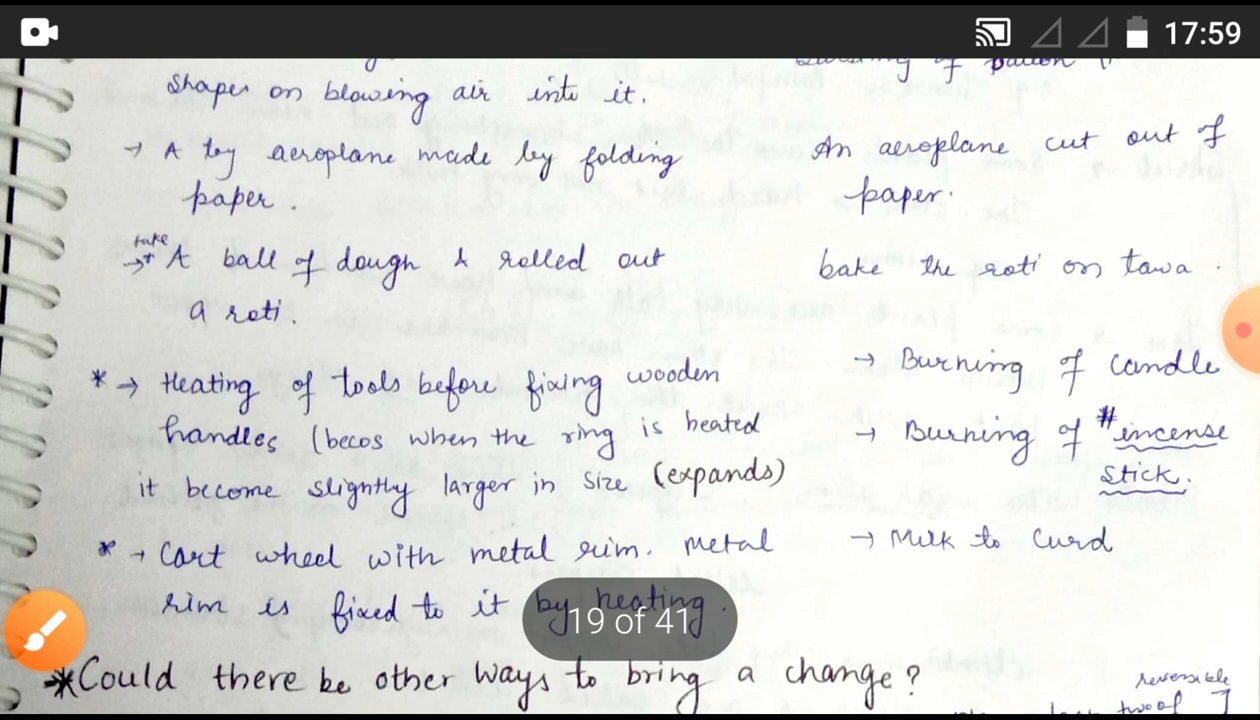 17:59
shapes on blowing air into it.
→ A toy aeroplane made by folding
paper.
take
→ * A ball of dough & rolled out
a roti.
* → Heating of tools before fixing wooden
handles (becos when the ring is heated
it become slightly larger in size (expands)
* → Cart wheel with metal rim. Metal
rim is fixed to it by heating.
An aeroplane cut out of
paper.
bake the roti on tawa.
→ Burning of candle
→ Burning of # incense
stick.
→ Milk to curd
19 of 41
*Could there be other ways to bring a change?
reversible
two of